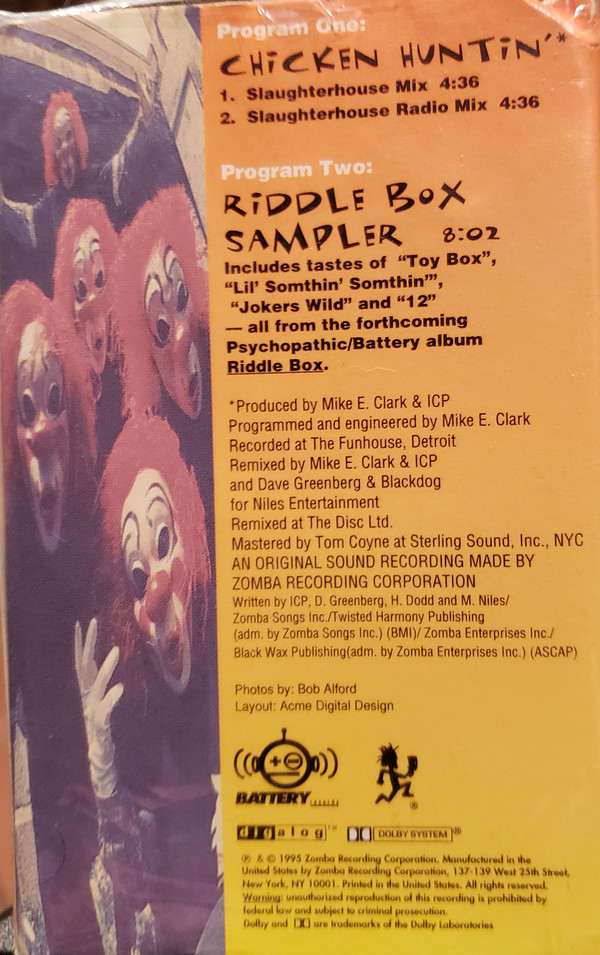 Program One:
CHiCKEN HUNTiN'*
1. Slaughterhouse Mix 4:36
2. Slaughterhouse Radio Mix 4:36
Program Two:
RiDDLE BoX
SAMPLER 8:02
Includes tastes of "Toy Box",
"Lil' Somthin' Somthin'",
"Jokers Wild" and "12"
— all from the forthcoming
Psychopathic/Battery album
Riddle Box.
*Produced by Mike E. Clark & ICP
Programmed and engineered by Mike E. Clark
Recorded at The Funhouse, Detroit
Remixed by Mike E. Clark & ICP
and Dave Greenberg & Blackdog
for Niles Entertainment
Remixed at The Disc Ltd.
Mastered by Tom Coyne at Sterling Sound, Inc., NYC
AN ORIGINAL SOUND RECORDING MADE BY
ZOMBA RECORDING CORPORATION
Written by ICP, D. Greenberg, H. Dodd and M. Niles/
Zomba Songs Inc./Twisted Harmony Publishing
(adm. by Zomba Songs Inc.) (BMI)/ Zomba Enterprises Inc./
Black Wax Publishing(adm. by Zomba Enterprises Inc.) (ASCAP)
Photos by: Bob Alford
Layout: Acme Digital Design
BATTERY
®
digalog™ DOLBY SYSTEM®
℗ & © 1995 Zomba Recording Corporation. Manufactured in the
United States by Zomba Recording Corporation, 137-139 West 25th Street,
New York, NY 10001. Printed in the United States. All rights reserved.
Warning: unauthorized reproduction of this recording is prohibited by
federal law and subject to criminal prosecution.
Dolby and are trademarks of the Dolby Laboratories